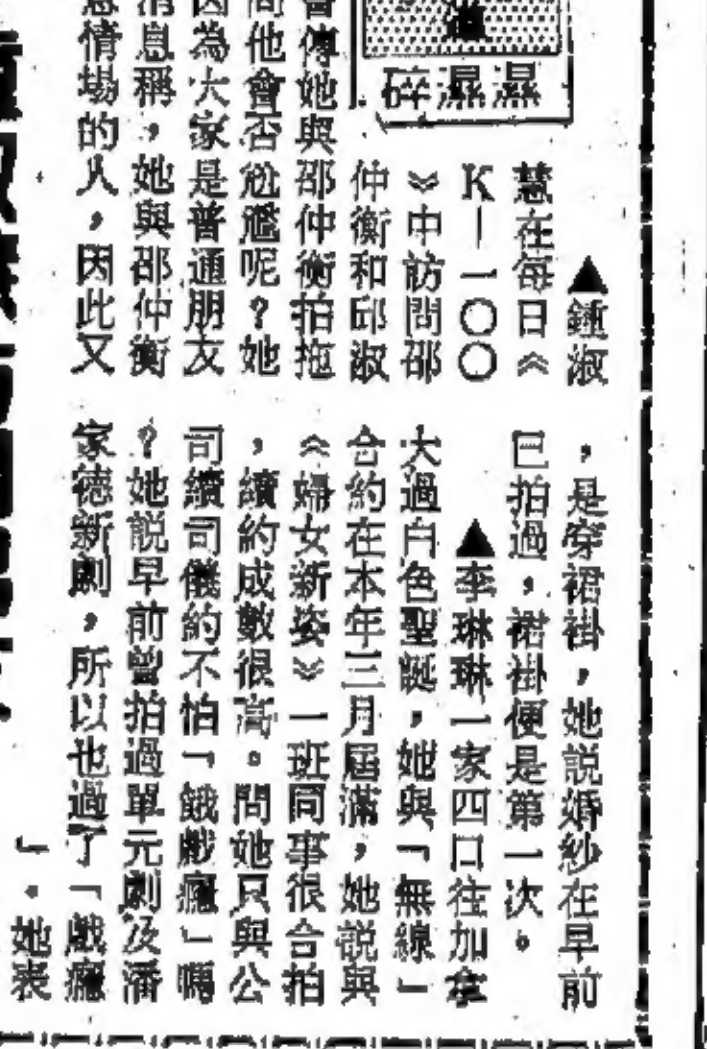 濕濕碎
▲鍾淑
慧在每日《
K—一〇〇
》中訪問邵
仲衡和邱淑
傳她與邵仲衡拍拖
他會否尬尷呢?她
因為大家是普通朋友
消息稱,她與邵仲衡
情場的人,因此又
,是穿裙褂,她說婚紗在早前
已拍過,裙褂便是第一次。
▲李琳琳一家四口往加拿
大過白色聖誕,她與「無線」
合約在本年三月屆滿,她說與
《婦女新姿》一班同事很合拍
,續約成數很高。問她只與公
司續司儀約不怕「餓戲癮」嗎
?她說早前曾拍過單元劇及潘
家德新劇,所以也過了「戲癮
」。她表